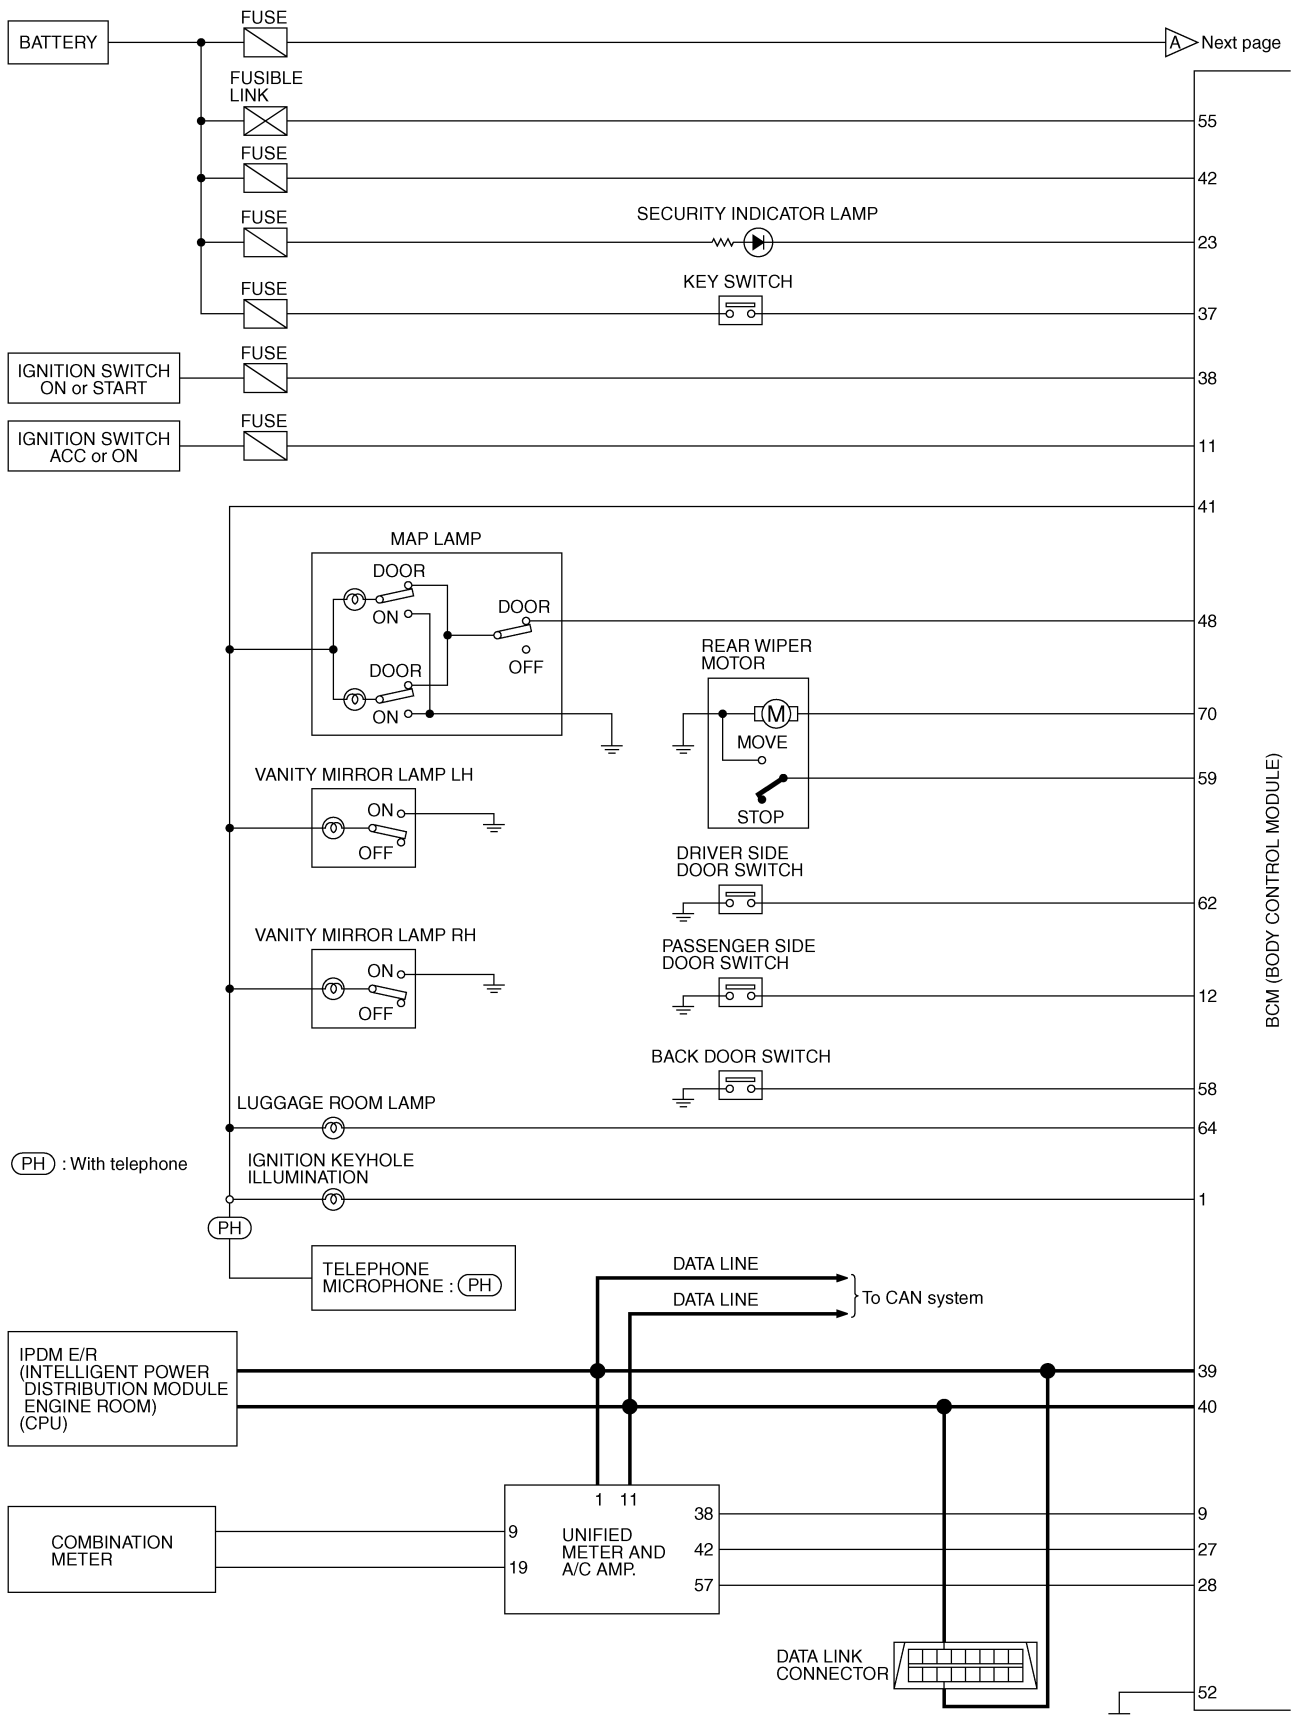 FUSE
BATTERY
A
Next page
FUSIBLE
LINK
55
FUSE
42
FUSE
SECURITY INDICATOR LAMP
23
FUSE
KEY SWITCH
37
FUSE
IGNITION SWITCH
ON or START
38
FUSE
IGNITION SWITCH
ACC or ON
11
41
MAP LAMP
DOOR
ON
DOOR
OFF
48
DOOR
ON
REAR WIPER
MOTOR
M
70
MOVE
59
STOP
VANITY MIRROR LAMP LH
ON
OFF
DRIVER SIDE
DOOR SWITCH
62
VANITY MIRROR LAMP RH
ON
OFF
PASSENGER SIDE
DOOR SWITCH
12
BCM (BODY CONTROL MODULE)
BACK DOOR SWITCH
58
LUGGAGE ROOM LAMP
64
PH : With telephone
IGNITION KEYHOLE
ILLUMINATION
1
PH
TELEPHONE
MICROPHONE : PH
DATA LINE
DATA LINE
To CAN system
IPDM E/R
(INTELLIGENT POWER
DISTRIBUTION MODULE
ENGINE ROOM)
(CPU)
39
40
1 11
38
9
COMBINATION
METER
9
19
UNIFIED
METER AND
A/C AMP.
42
27
57
28
DATA LINK
CONNECTOR
52